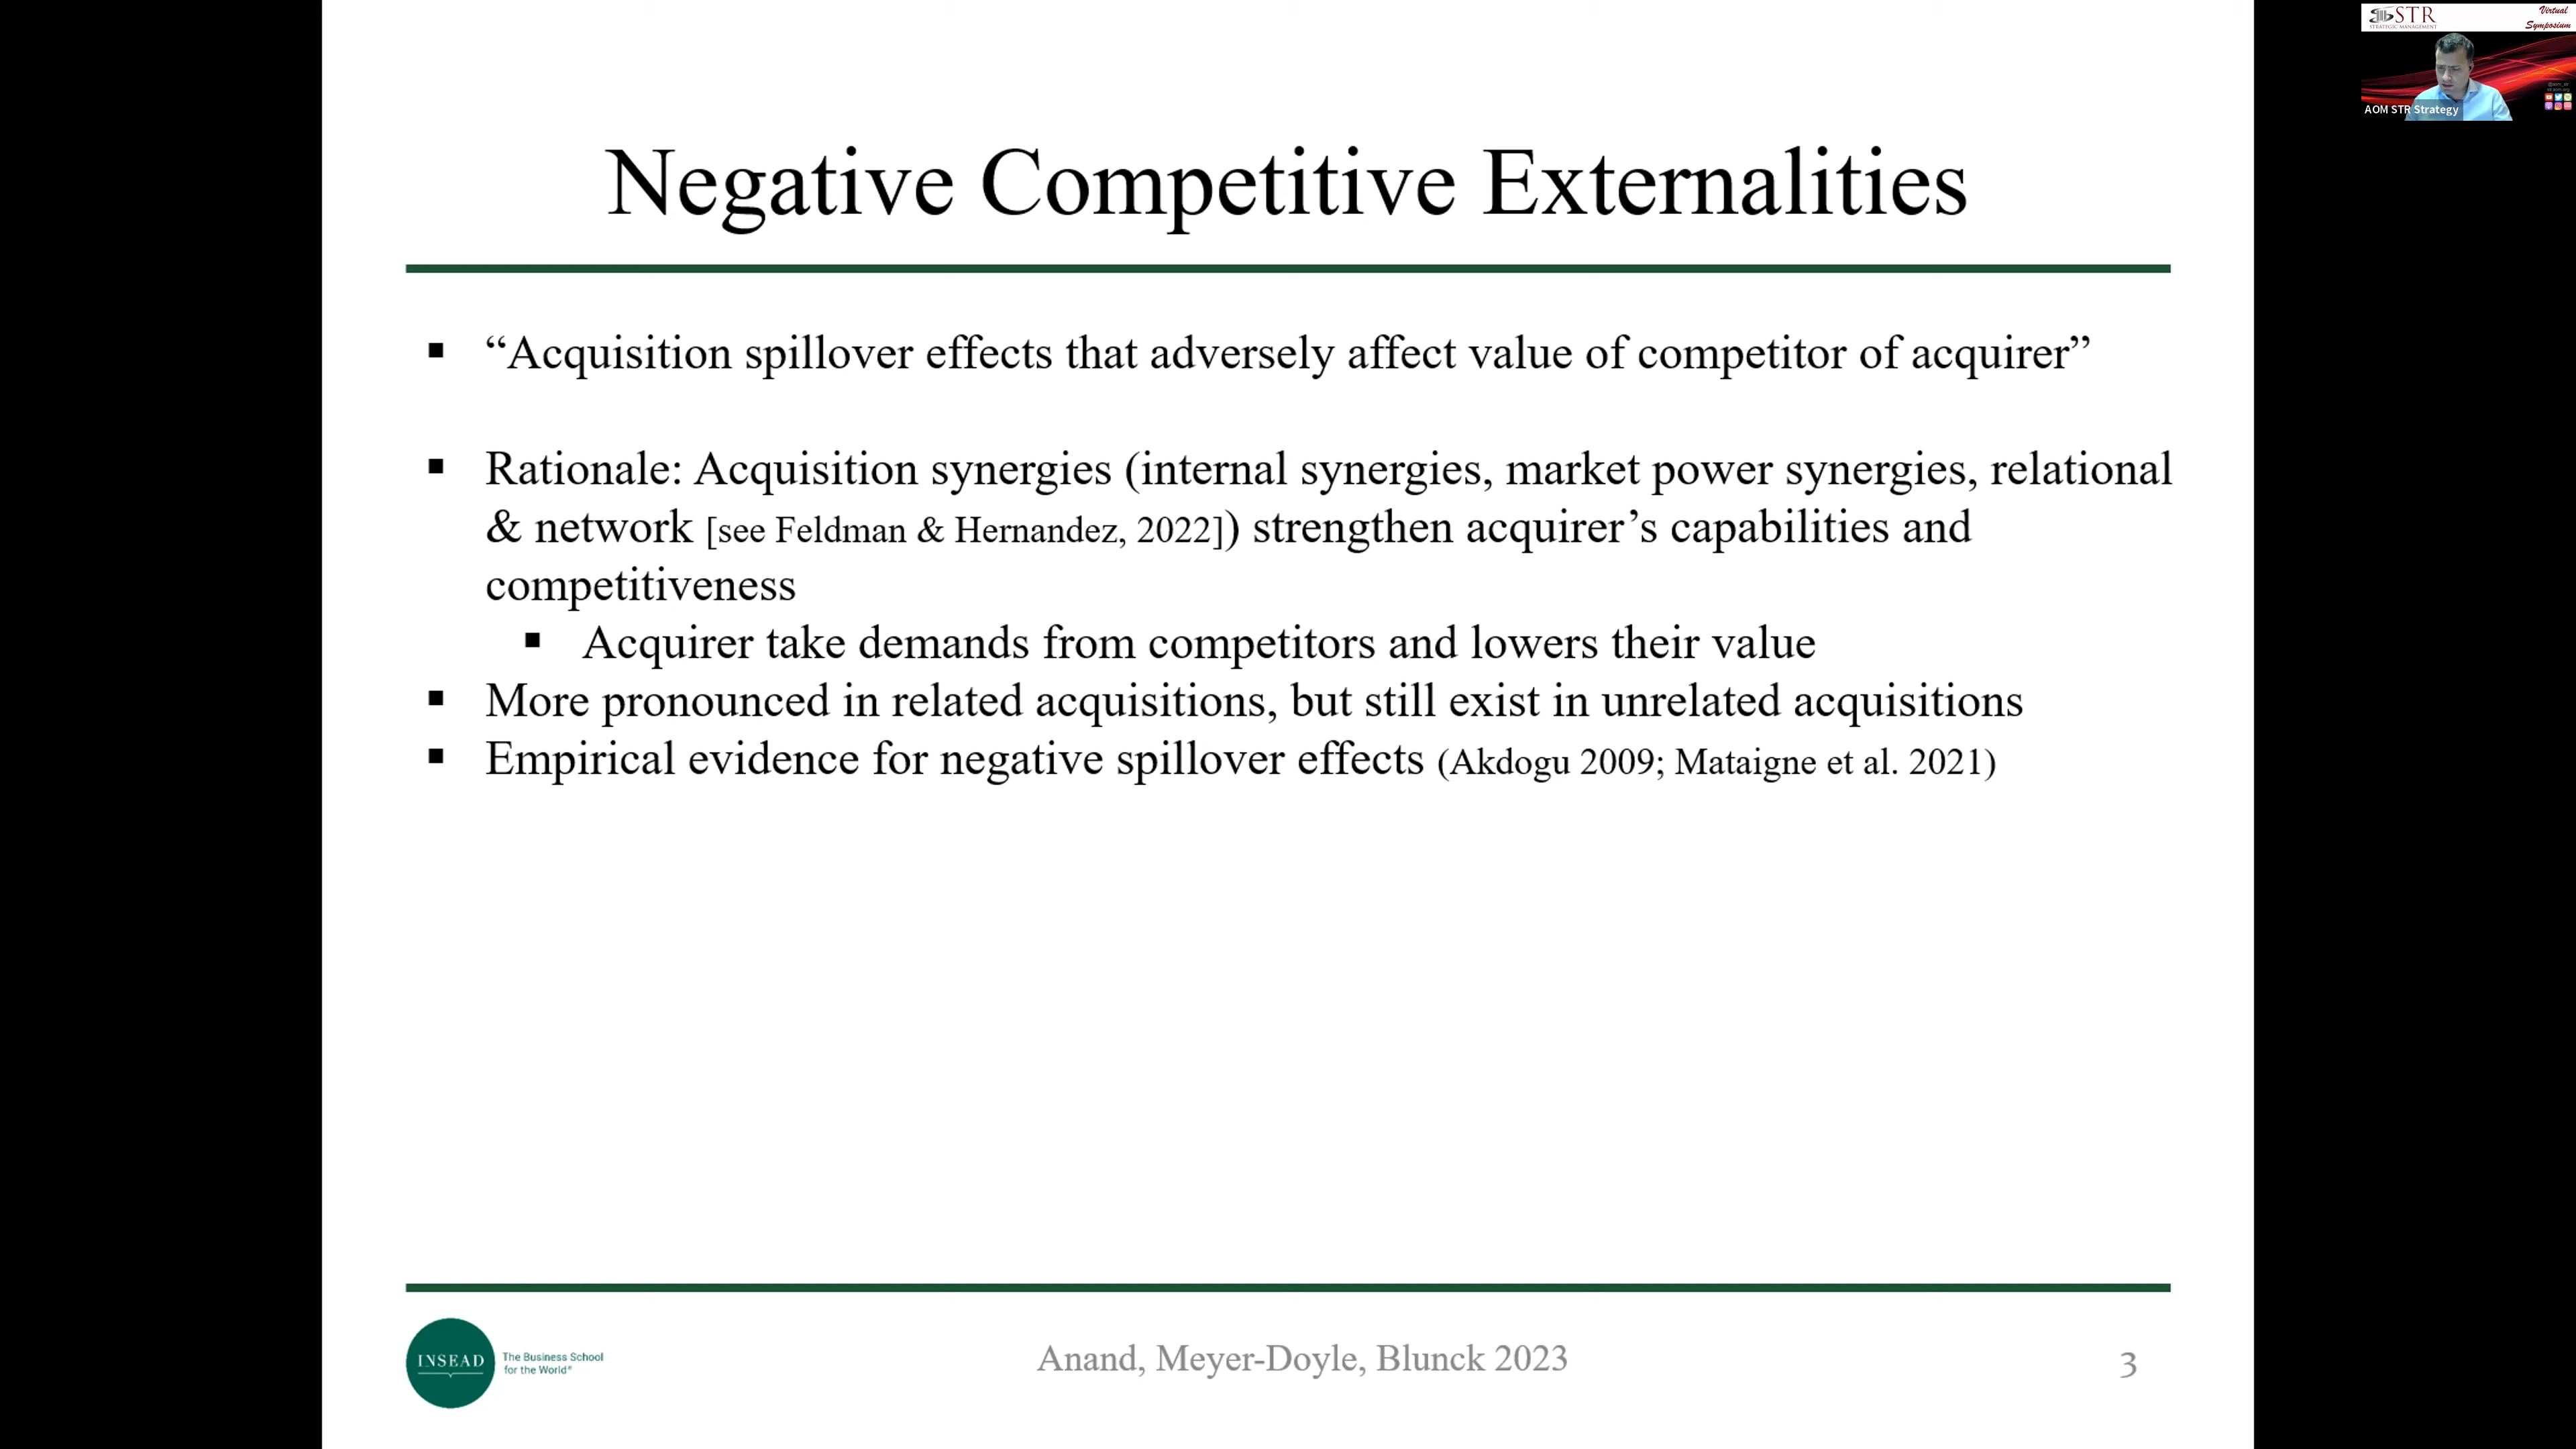 STR
STRATEGIC MANAGEMENT
Virtual
Symposium
AOM STR Strategy
Negative Competitive Externalities
▪ “Acquisition spillover effects that adversely affect value of competitor of acquirer”
▪ Rationale: Acquisition synergies (internal synergies, market power synergies, relational
& network [see Feldman & Hernandez, 2022]) strengthen acquirer’s capabilities and
competitiveness
▪ Acquirer take demands from competitors and lowers their value
▪ More pronounced in related acquisitions, but still exist in unrelated acquisitions
▪ Empirical evidence for negative spillover effects (Akdogu 2009; Mataigne et al. 2021)
INSEAD
The Business School
for the World®
Anand, Meyer-Doyle, Blunck 2023
3